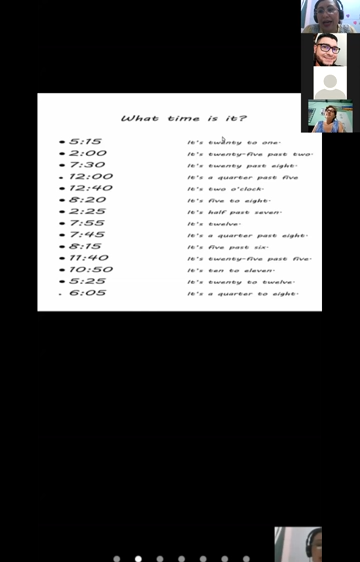 What time is it?
• 5:15 It's twenty to one.
• 2:00 It's twenty-five past two.
• 7:30 It's twenty past eight.
• 12:00 It's a quarter past five
• 12:40 It's two o'clock.
• 8:20 It's five to eight.
• 2:25 It's half past seven.
• 7:55 It's twelve.
• 7:45 It's a quarter past eight.
• 8:15 It's five past six.
• 11:40 It's twenty-five past five.
• 10:50 It's ten to eleven.
• 5:25 It's twenty to twelve.
• 6:05 It's a quarter to eight.